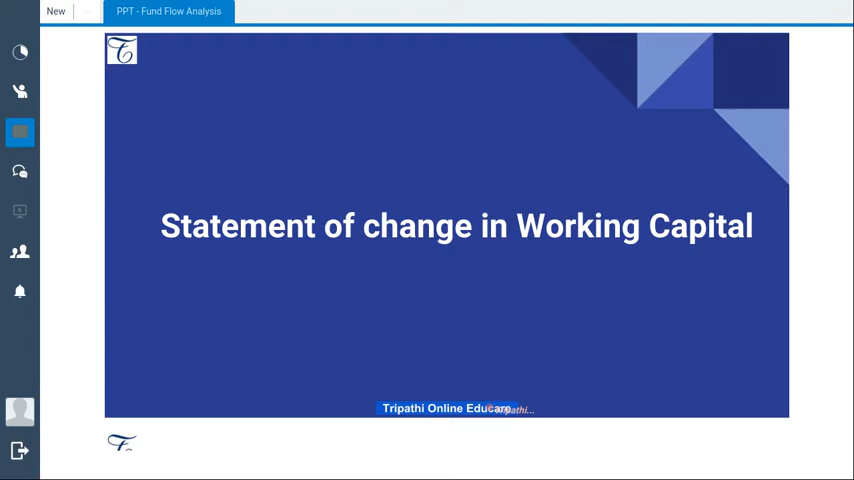 New
PPT - Fund Flow Analysis
Statement of change in Working Capital
Tripathi Online Educare